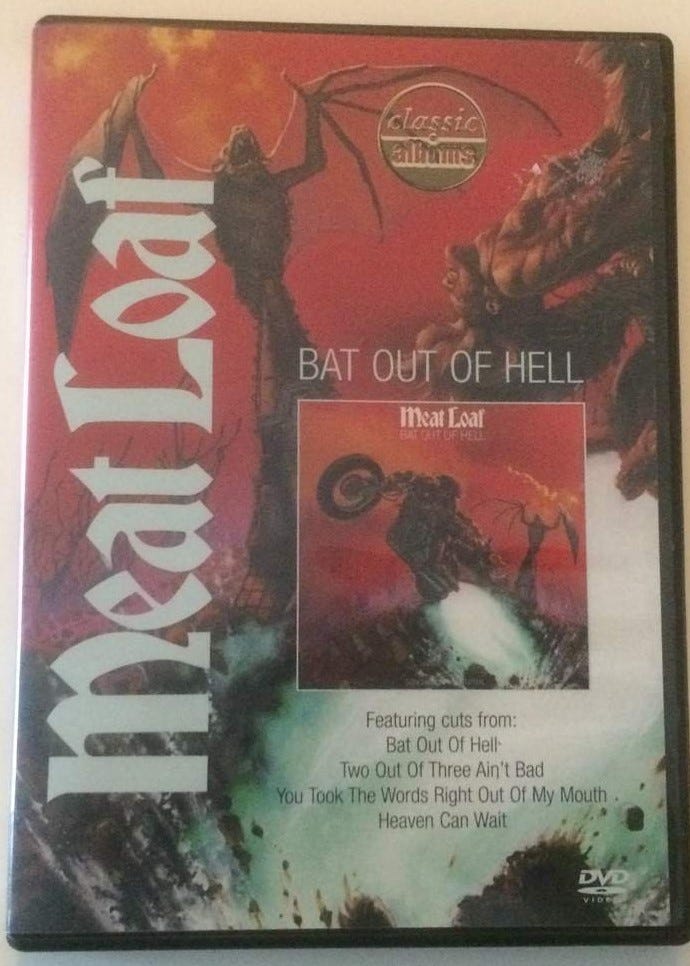 Meat Loaf
classic
albums
BAT OUT OF HELL
Meat Loaf
BAT OUT OF HELL
Featuring cuts from:
Bat Out Of Hell
Two Out Of Three Ain't Bad
You Took The Words Right Out Of My Mouth
Heaven Can Wait
DVD
VIDEO